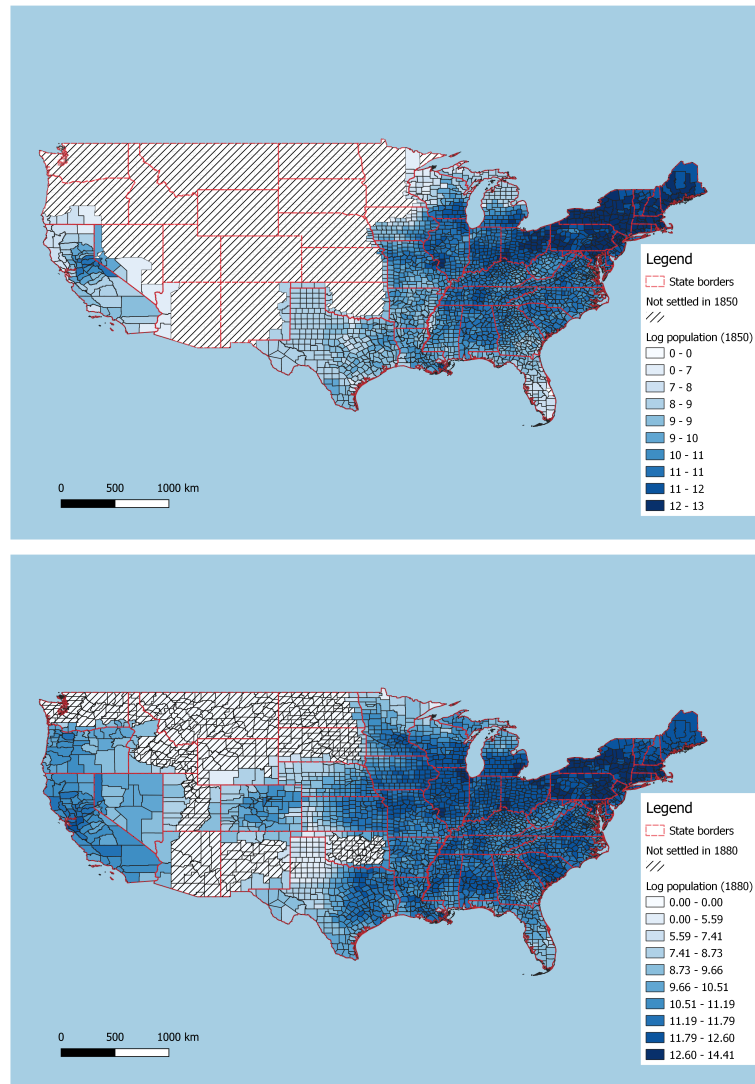 Legend
State borders
Not settled in 1850
Log population (1850)
0 - 0
0 - 7
7 - 8
8 - 9
9 - 9
9 - 10
10 - 11
11 - 11
11 - 12
12 - 13
0 500 1000 km
Legend
State borders
Not settled in 1880
Log population (1880)
0.00 - 0.00
0.00 - 5.59
5.59 - 7.41
7.41 - 8.73
8.73 - 9.66
9.66 - 10.51
10.51 - 11.19
11.19 - 11.79
11.79 - 12.60
12.60 - 14.41
0 500 1000 km